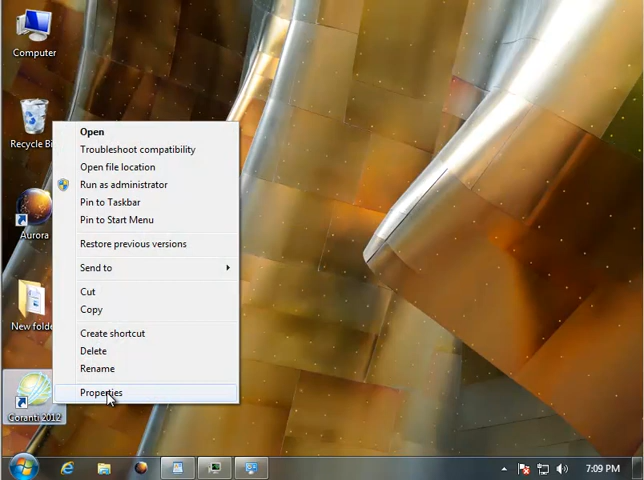 Computer
Recycle Bi
Aurora
New folde
Coranti 2012
Open
Troubleshoot compatibility
Open file location
Run as administrator
Pin to Taskbar
Pin to Start Menu
Restore previous versions
Send to
Cut
Copy
Create shortcut
Delete
Rename
Properties
7:09 PM